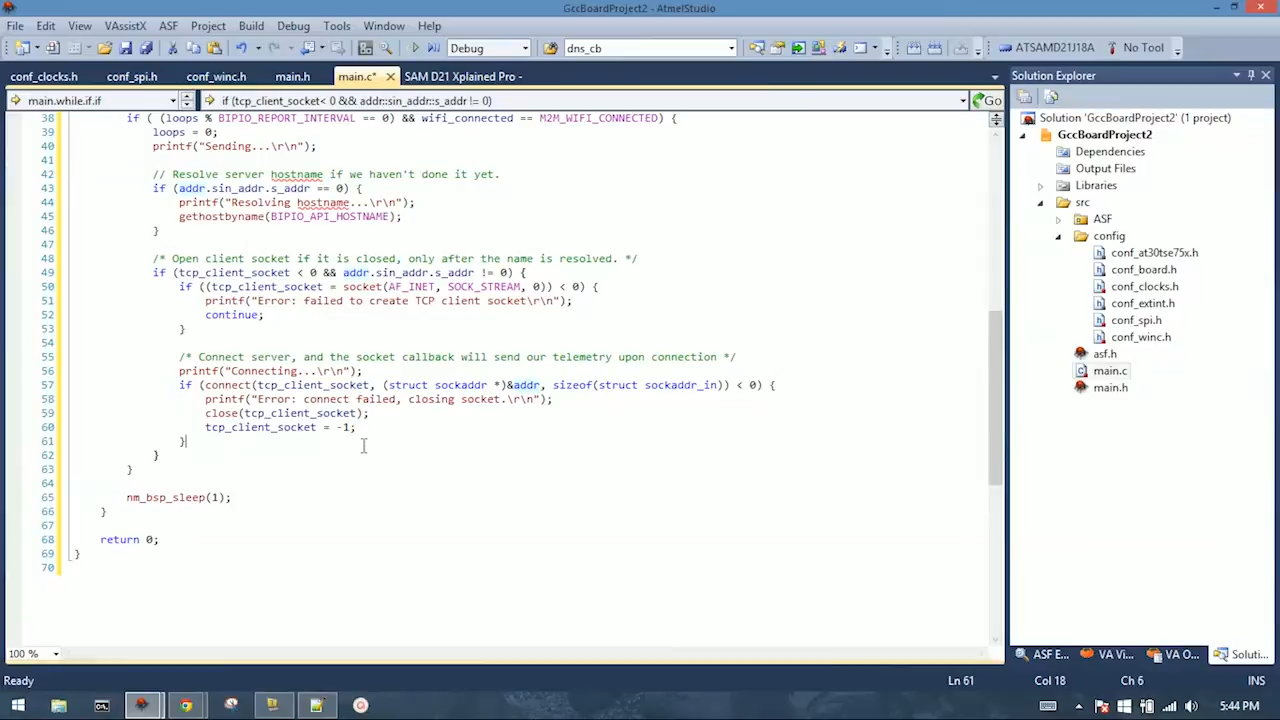 GccBoardProject2 - AtmelStudio
File Edit View VAssistX ASF Project Build Debug Tools Window Help
Debug dns_cb ATSAMD21J18A No Tool
conf_clocks.h conf_spi.h conf_winc.h main.h main.c* SAM D21 Xplained Pro - Solution Explorer
main.while.if.if if (tcp_client_socket< 0 && addr::sin_addr::s_addr != 0) Go
38 if ( (loops % BIPIO_REPORT_INTERVAL == 0) && wifi_connected == M2M_WIFI_CONNECTED) {
39 loops = 0;
40 printf("Sending...\r\n");
41
42 // Resolve server hostname if we haven't done it yet.
43 if (addr.sin_addr.s_addr == 0) {
44 printf("Resolving hostname...\r\n");
45 gethostbyname(BIPIO_API_HOSTNAME);
46 }
47
48 /* Open client socket if it is closed, only after the name is resolved. */
49 if (tcp_client_socket < 0 && addr.sin_addr.s_addr != 0) {
50 if ((tcp_client_socket = socket(AF_INET, SOCK_STREAM, 0)) < 0) {
51 printf("Error: failed to create TCP client socket\r\n");
52 continue;
53 }
54
55 /* Connect server, and the socket callback will send our telemetry upon connection */
56 printf("Connecting...\r\n");
57 if (connect(tcp_client_socket, (struct sockaddr *)&addr, sizeof(struct sockaddr_in)) < 0) {
58 printf("Error: connect failed, closing socket.\r\n");
59 close(tcp_client_socket);
60 tcp_client_socket = -1;
61 }
62 }
63 }
64
65 nm_bsp_sleep(1);
66 }
67
68 return 0;
69 }
70
100 %
Solution 'GccBoardProject2' (1 project)
GccBoardProject2
Dependencies
Output Files
Libraries
src
ASF
config
conf_at30tse75x.h
conf_board.h
conf_clocks.h
conf_extint.h
conf_spi.h
conf_winc.h
asf.h
main.c
main.h
ASF E... VA Vi... VA O... Soluti...
Ready Ln 61 Col 18 Ch 6 INS
5:44 PM